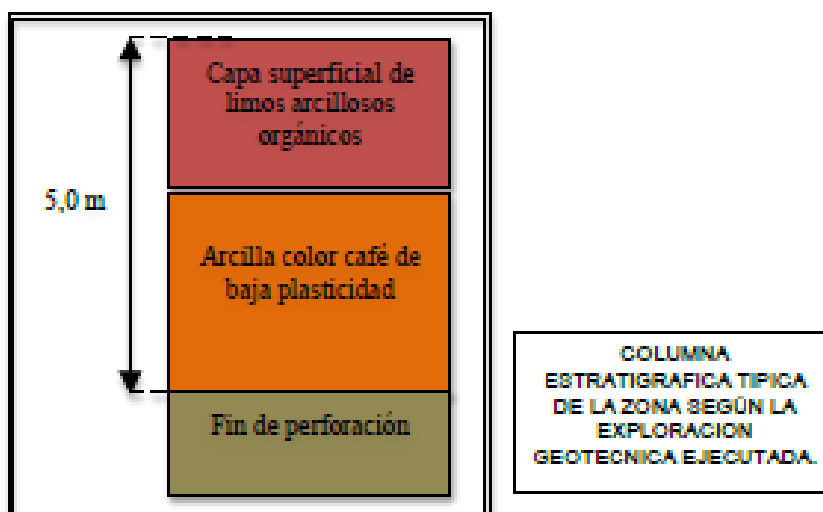 Capa superficial de
limos arcillosos
orgánicos
5,0 m
Arcilla color café de
baja plasticidad
Fin de perforación
COLUMNA
ESTRATIGRAFICA TIPICA
DE LA ZONA SEGÚN LA
EXPLORACION
GEOTECNICA EJECUTADA.